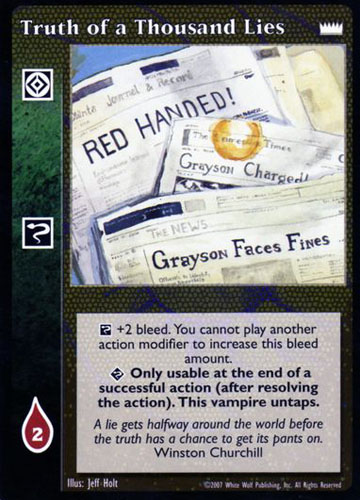 Truth of a Thousand Lies
Journal & Record
RED HANDED!
Times
Grayson Charged!
THE NEWS
Grayson Faces Fines
+2 bleed. You cannot play another
action modifier to increase this bleed
amount.
Only usable at the end of a
successful action (after resolving
the action). This vampire untaps.
A lie gets halfway around the world before
the truth has a chance to get its pants on.
Winston Churchill
2
Illus: Jeff Holt
©2007 White Wolf Publishing, Inc. All Rights Reserved